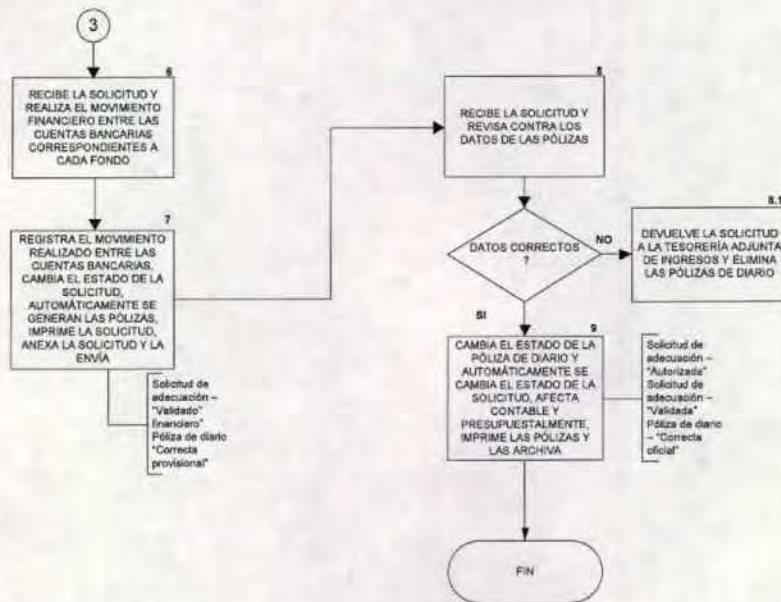 3
6
RECIBE LA SOLICITUD Y
REALIZA EL MOVIMIENTO
FINANCIERO ENTRE LAS
CUENTAS BANCARIAS
CORRESPONDIENTES A
CADA FONDO
7
REGISTRA EL MOVIMIENTO
REALIZADO ENTRE LAS
CUENTAS BANCARIAS,
CAMBIA EL ESTADO DE LA
SOLICITUD,
AUTOMÁTICAMENTE SE
GENERAN LAS PÓLIZAS,
IMPRIME LA SOLICITUD,
ANEXA LA SOLICITUD Y LA
ENVÍA
Solicitud de
adecuación –
"Validado"
financiero"
Póliza de diario
"Correcta
provisional"
8
RECIBE LA SOLICITUD Y
REVISA CONTRA LOS
DATOS DE LAS PÓLIZAS
DATOS CORRECTOS
?
NO
8.1
DEVUELVE LA SOLICITUD
A LA TESORERÍA ADJUNTA
DE INGRESOS Y ELIMINA
LAS PÓLIZAS DE DIARIO
SI
9
CAMBIA EL ESTADO DE LA
PÓLIZA DE DIARIO Y
AUTOMÁTICAMENTE SE
CAMBIA EL ESTADO DE LA
SOLICITUD, AFECTA
CONTABLE Y
PRESUPUESTALMENTE,
IMPRIME LAS PÓLIZAS Y
LAS ARCHIVA
Solicitud de
adecuación –
"Autorizada"
Solicitud de
adecuación –
"Validada"
Póliza de diario
– "Correcta
oficial"
FIN